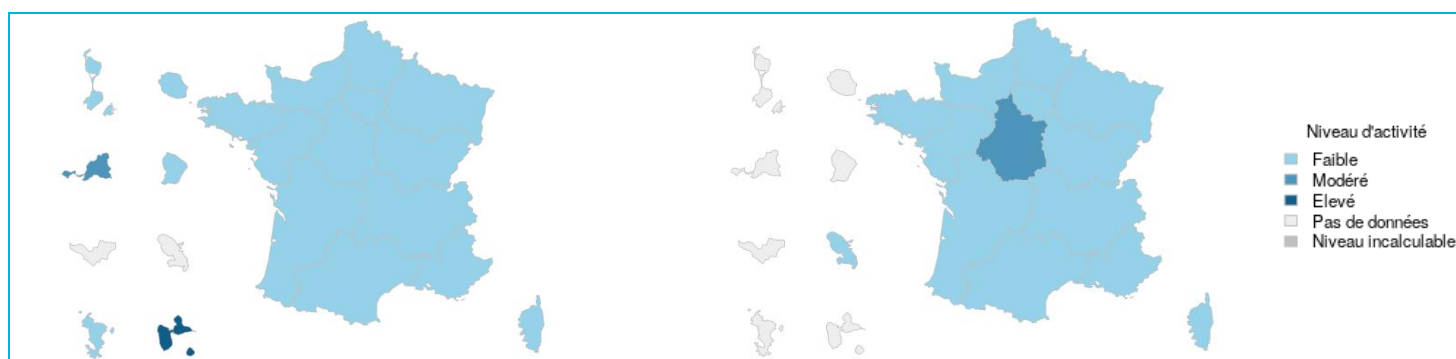 Niveau d'activité
Faible
Modéré
Elevé
Pas de données
Niveau incalculable